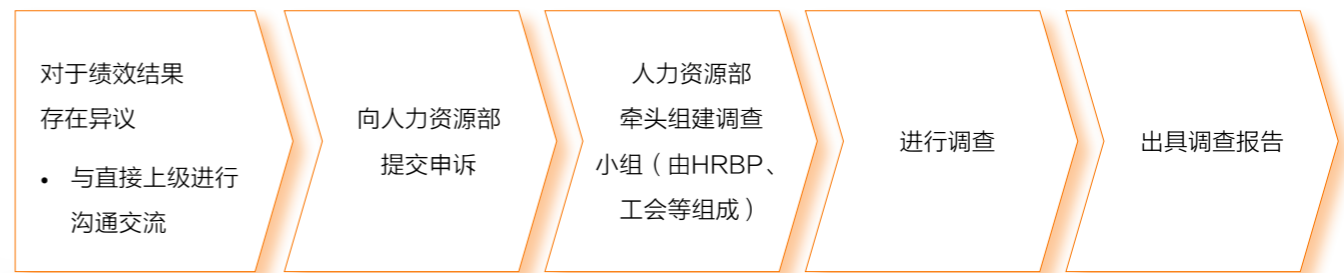 对于绩效结果
存在异议
• 与直接上级进行
沟通交流
向人力资源部
提交申诉
人力资源部
牵头组建调查
小组（由HRBP、
工会等组成）
进行调查
出具调查报告